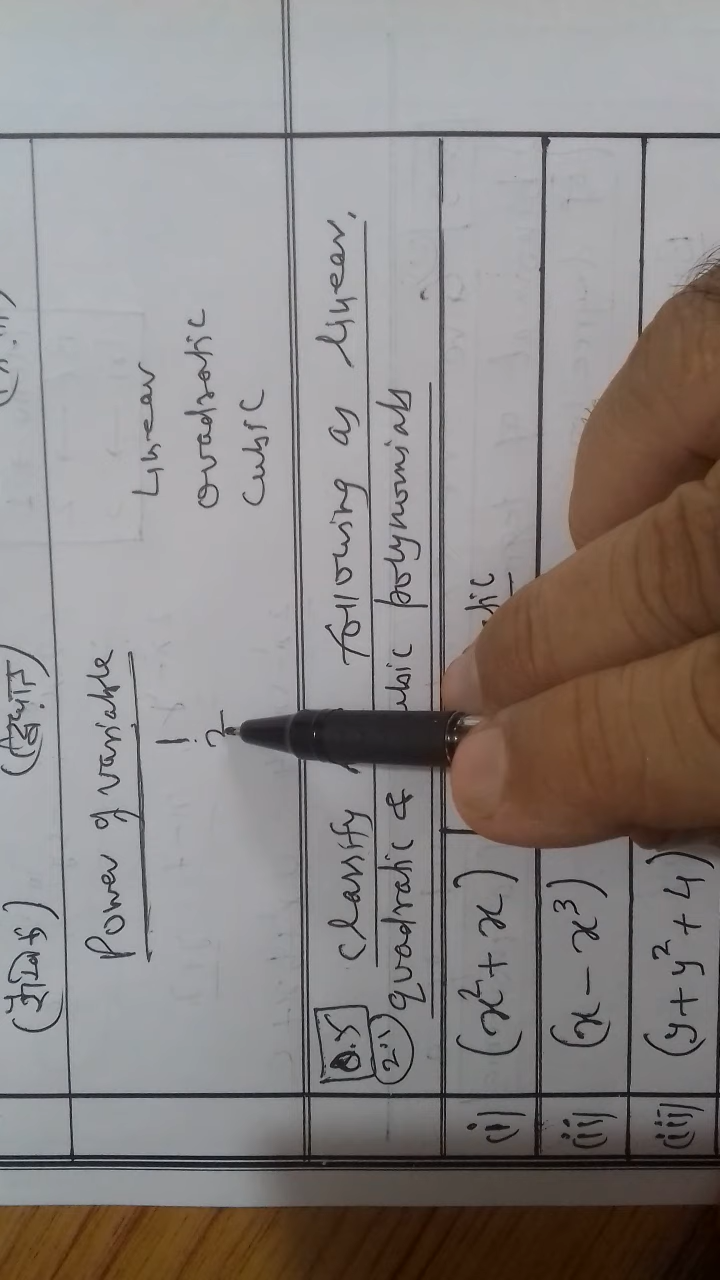 (रैखिक) (द्विघात)
Power of variable
1 Linear
2 Quadratic
Cubic
Q.5 Classify following as linear,
2.1 quadratic & cubic polynomials
(i) (x² + x)
(ii) (x − x³)
(iii) (y + y² + 4)